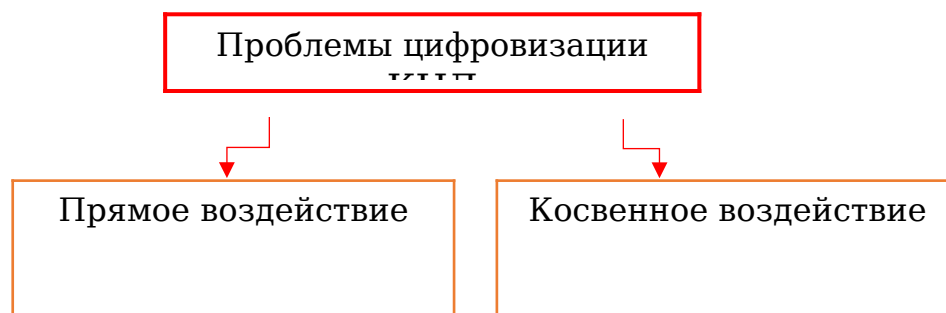 Проблемы цифровизации
Прямое воздействие
Косвенное воздействие